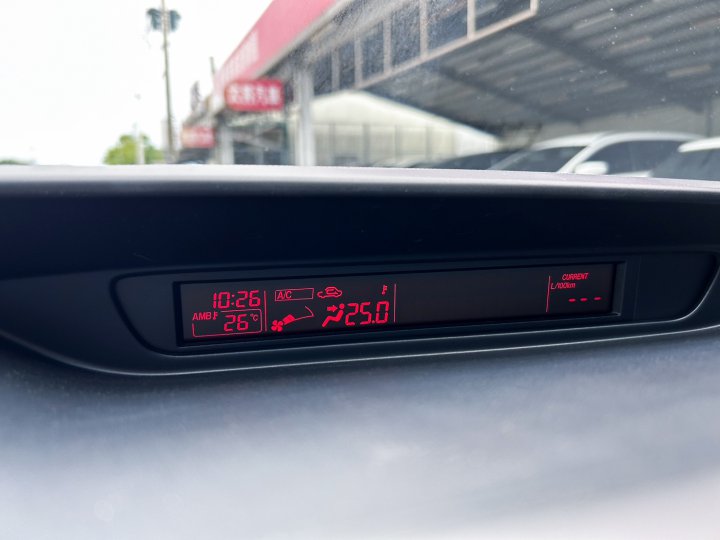 10:26
A/C
AMB 26°C
25.0
CURRENT
L/100km
---